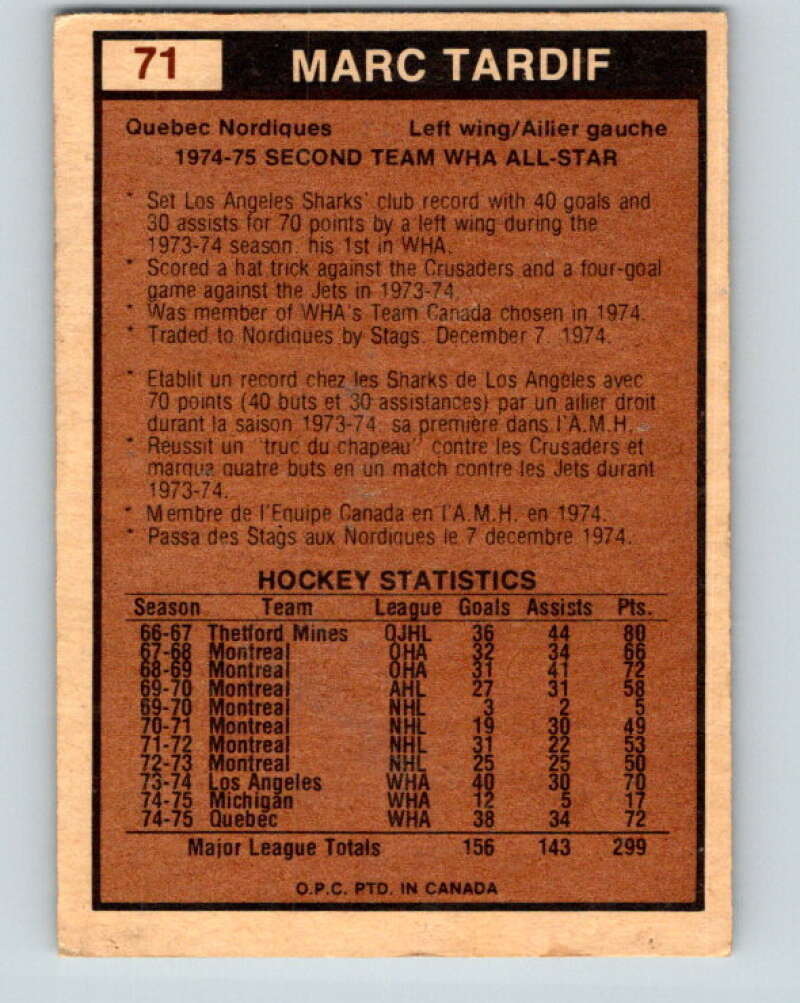 71 MARC TARDIF
Quebec Nordiques Left wing/Ailier gauche
1974-75 SECOND TEAM WHA ALL-STAR
* Set Los Angeles Sharks' club record with 40 goals and
30 assists for 70 points by a left wing during the
1973-74 season, his 1st in WHA.
* Scored a hat trick against the Crusaders and a four-goal
game against the Jets in 1973-74.
* Was member of WHA's Team Canada chosen in 1974.
* Traded to Nordiques by Stags, December 7, 1974.
* Etablit un record chez les Sharks de Los Angeles avec
70 points (40 buts et 30 assistances) par un ailier droit
durant la saison 1973-74, sa première dans l'A.M.H.
* Réussit un "truc du chapeau" contre les Crusaders et
marqua quatre buts en un match contre les Jets durant
1973-74.
* Membre de l'Equipe Canada en l'A.M.H. en 1974.
* Passa des Stags aux Nordiques le 7 decembre 1974.
HOCKEY STATISTICS
Season Team League Goals Assists Pts.
66-67 Thetford Mines QJHL 36 44 80
67-68 Montreal OHA 32 34 66
68-69 Montreal OHA 31 41 72
69-70 Montreal AHL 27 31 58
69-70 Montreal NHL 3 2 5
70-71 Montreal NHL 19 30 49
71-72 Montreal NHL 31 22 53
72-73 Montreal NHL 25 25 50
73-74 Los Angeles WHA 40 30 70
74-75 Michigan WHA 12 5 17
74-75 Quebec WHA 38 34 72
Major League Totals 156 143 299
O.P.C. PTD. IN CANADA